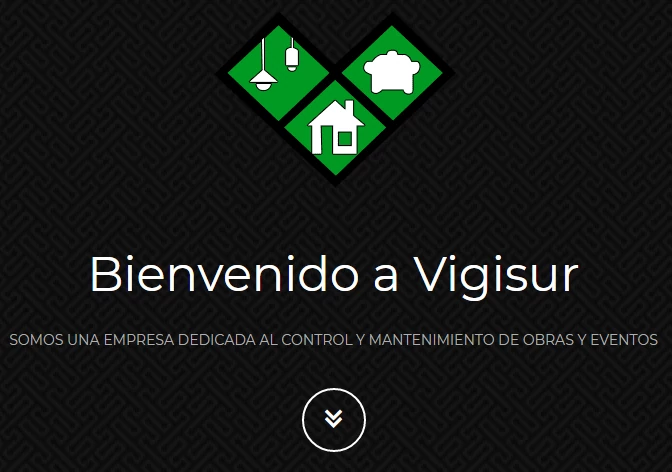 Bienvenido a Vigisur
SOMOS UNA EMPRESA DEDICADA AL CONTROL Y MANTENIMIENTO DE OBRAS Y EVENTOS